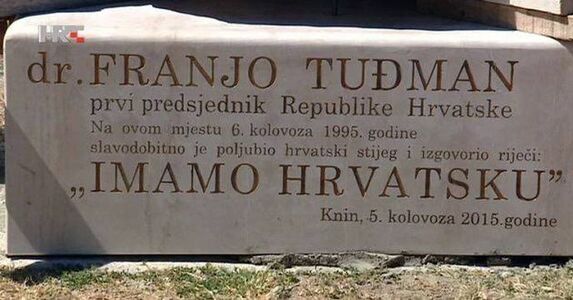 HRT
dr. FRANJO TUĐMAN
prvi predsjednik Republike Hrvatske
Na ovom mjestu 6. kolovoza 1995. godine
slavodobitno je poljubio hrvatski stijeg i izgovorio riječi:
„IMAMO HRVATSKU”
Knin, 5. kolovoza 2015.godine